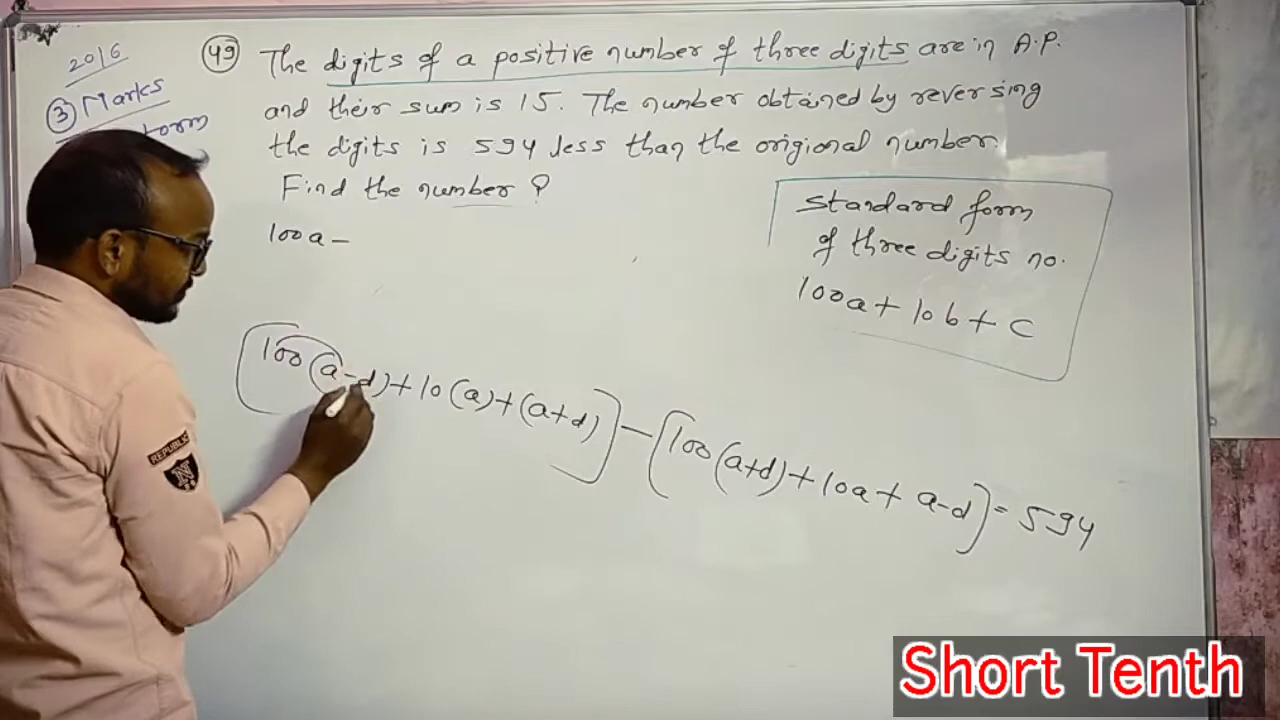 2016
3 Marks
49 The digits of a positive number of three digits are in A.P.
and their sum is 15. The number obtained by reversing
the digits is 594 less than the origional number.
Find the number ?
100a -
Standard form
of three digits no.
100a + 10b + c
[100(a-d)+10(a)+(a+d)] - [100(a+d)+10a+a-d] = 594
REPUBLIC
N
Short Tenth